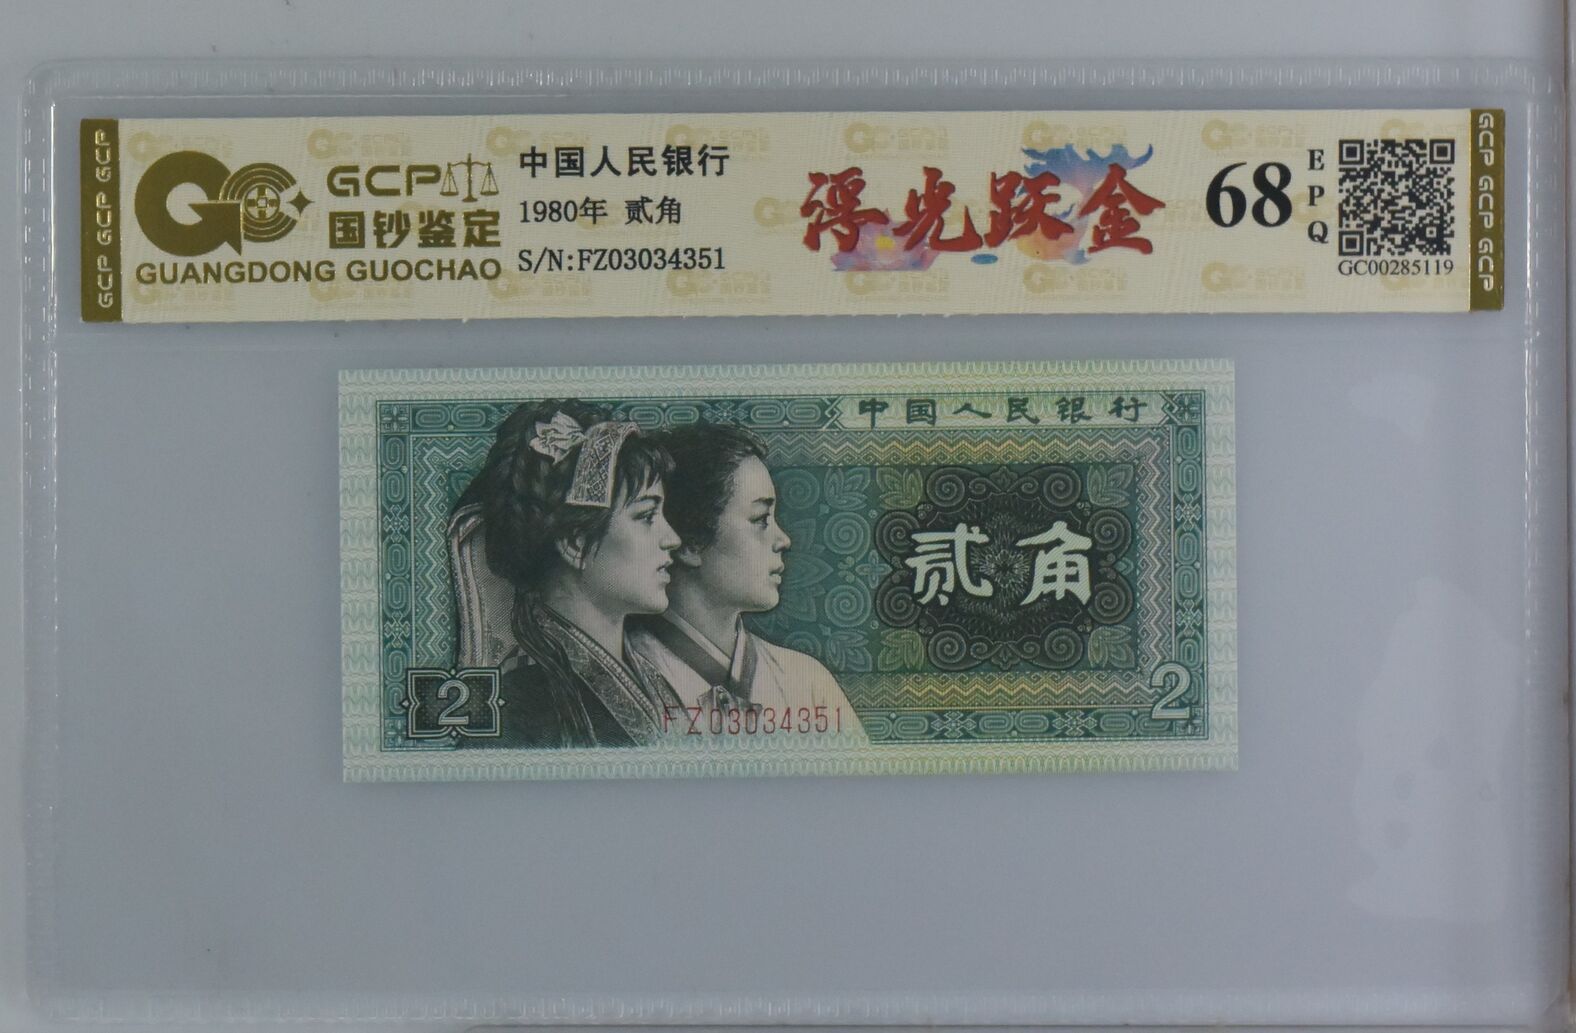 GCP
国钞鉴定
GUANGDONG GUOCHAO
中国人民银行
1980年 贰角
S/N:FZ03034351
浮光跃金
68
EPQ
GC00285119
GCP GCP GCP
GCP GCP GCP
中国人民银行
贰角
2
2
FZ03034351